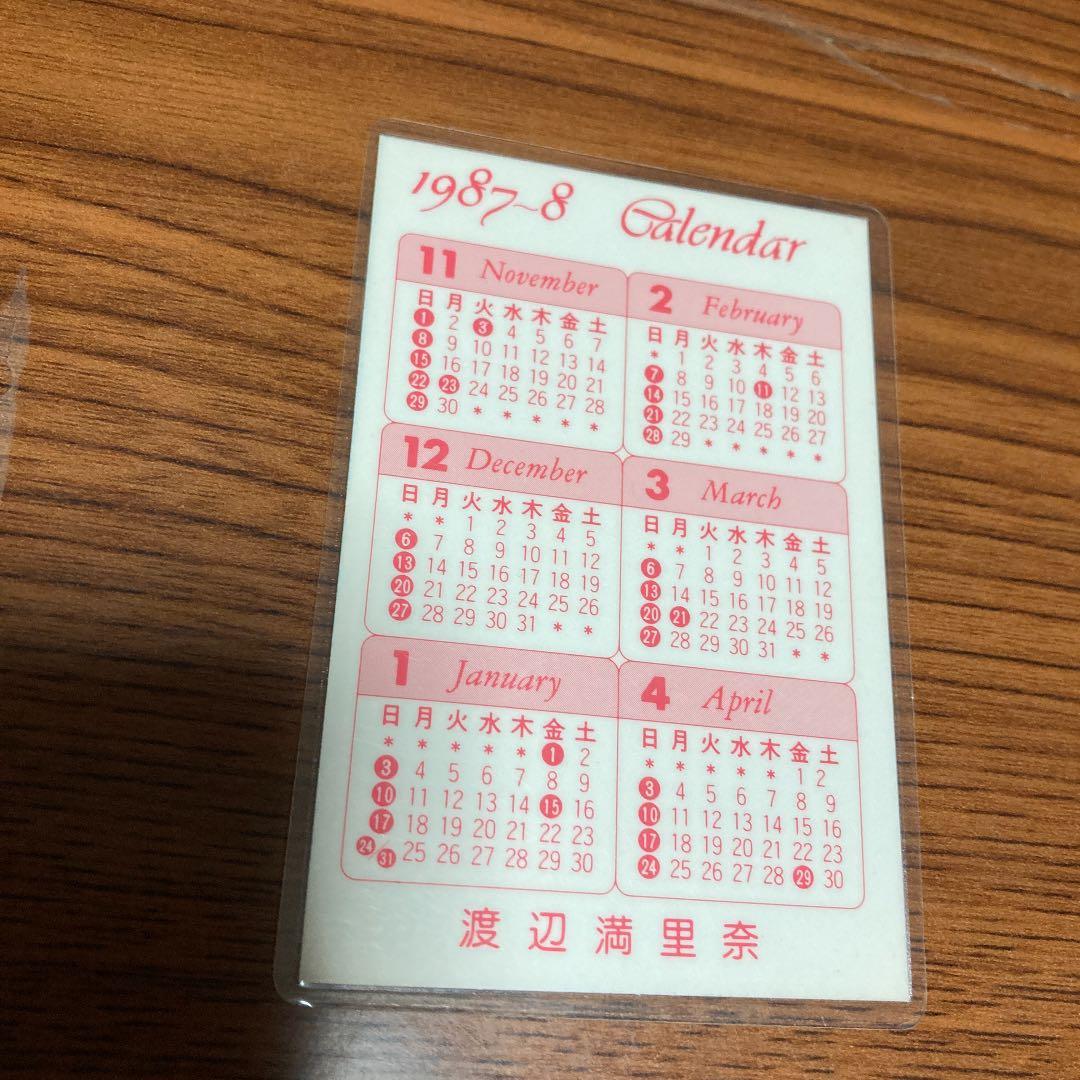 1987~8 Calendar
11 November
日 月 火 水 木 金 土
1 2 3 4 5 6 7
8 9 10 11 12 13 14
15 16 17 18 19 20 21
22 23 24 25 26 27 28
29 30 * * * * *
12 December
日 月 火 水 木 金 土
* * 1 2 3 4 5
6 7 8 9 10 11 12
13 14 15 16 17 18 19
20 21 22 23 24 25 26
27 28 29 30 31 * *
1 January
日 月 火 水 木 金 土
* * * * * 1 2
3 4 5 6 7 8 9
10 11 12 13 14 15 16
17 18 19 20 21 22 23
24 31 25 26 27 28 29 30
2 February
日 月 火 水 木 金 土
* 1 2 3 4 5 6
7 8 9 10 11 12 13
14 15 16 17 18 19 20
21 22 23 24 25 26 27
28 29 * * * * *
3 March
日 月 火 水 木 金 土
* * 1 2 3 4 5
6 7 8 9 10 11 12
13 14 15 16 17 18 19
20 21 22 23 24 25 26
27 28 29 30 31 * *
4 April
日 月 火 水 木 金 土
* * * * * 1 2
3 4 5 6 7 8 9
10 11 12 13 14 15 16
17 18 19 20 21 22 23
24 25 26 27 28 29 30
渡辺満里奈